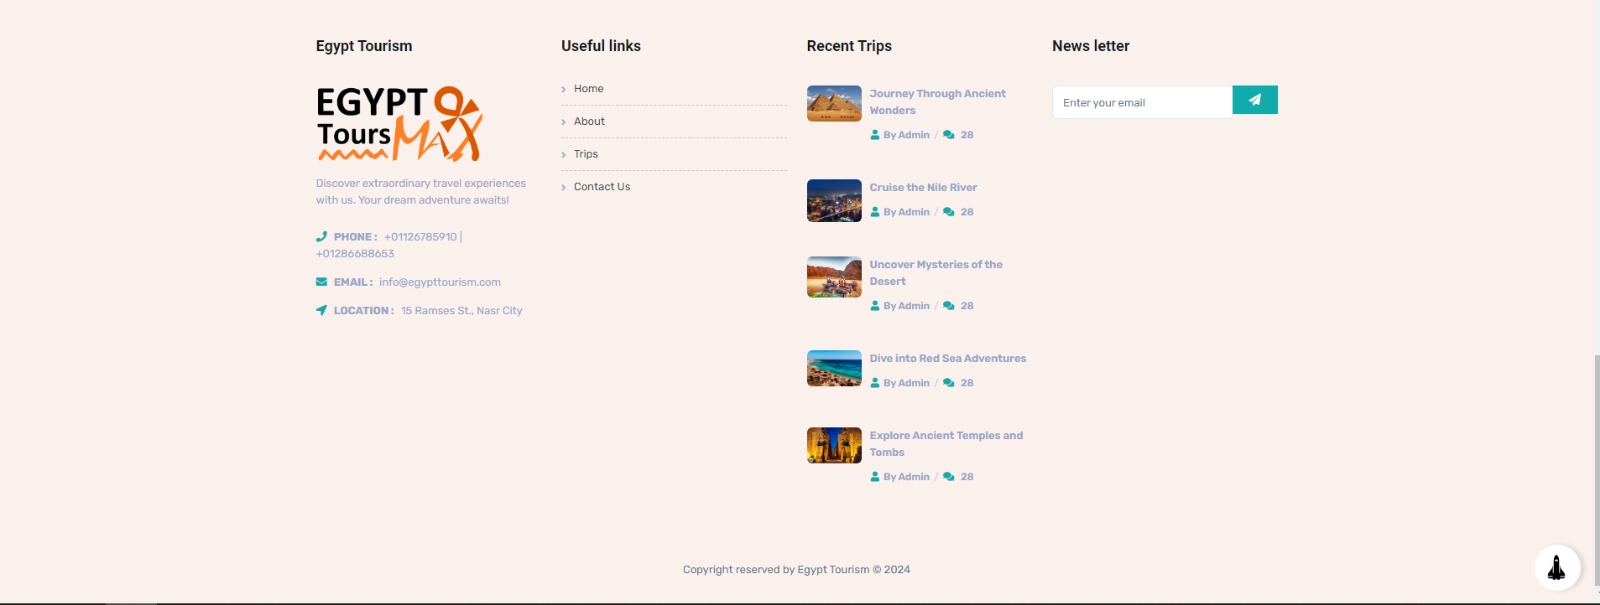 Egypt Tourism
EGYPT
Tours MAX
Discover extraordinary travel experiences
with us. Your dream adventure awaits!
PHONE : +01126785910 |
+01286688653
EMAIL : info@egypttourism.com
LOCATION : 15 Ramses St., Nasr City
Useful links
Home
About
Trips
Contact Us
Recent Trips
Journey Through Ancient
Wonders
By Admin / 28
Cruise the Nile River
By Admin / 28
Uncover Mysteries of the
Desert
By Admin / 28
Dive into Red Sea Adventures
By Admin / 28
Explore Ancient Temples and
Tombs
By Admin / 28
News letter
Enter your email
Copyright reserved by Egypt Tourism © 2024